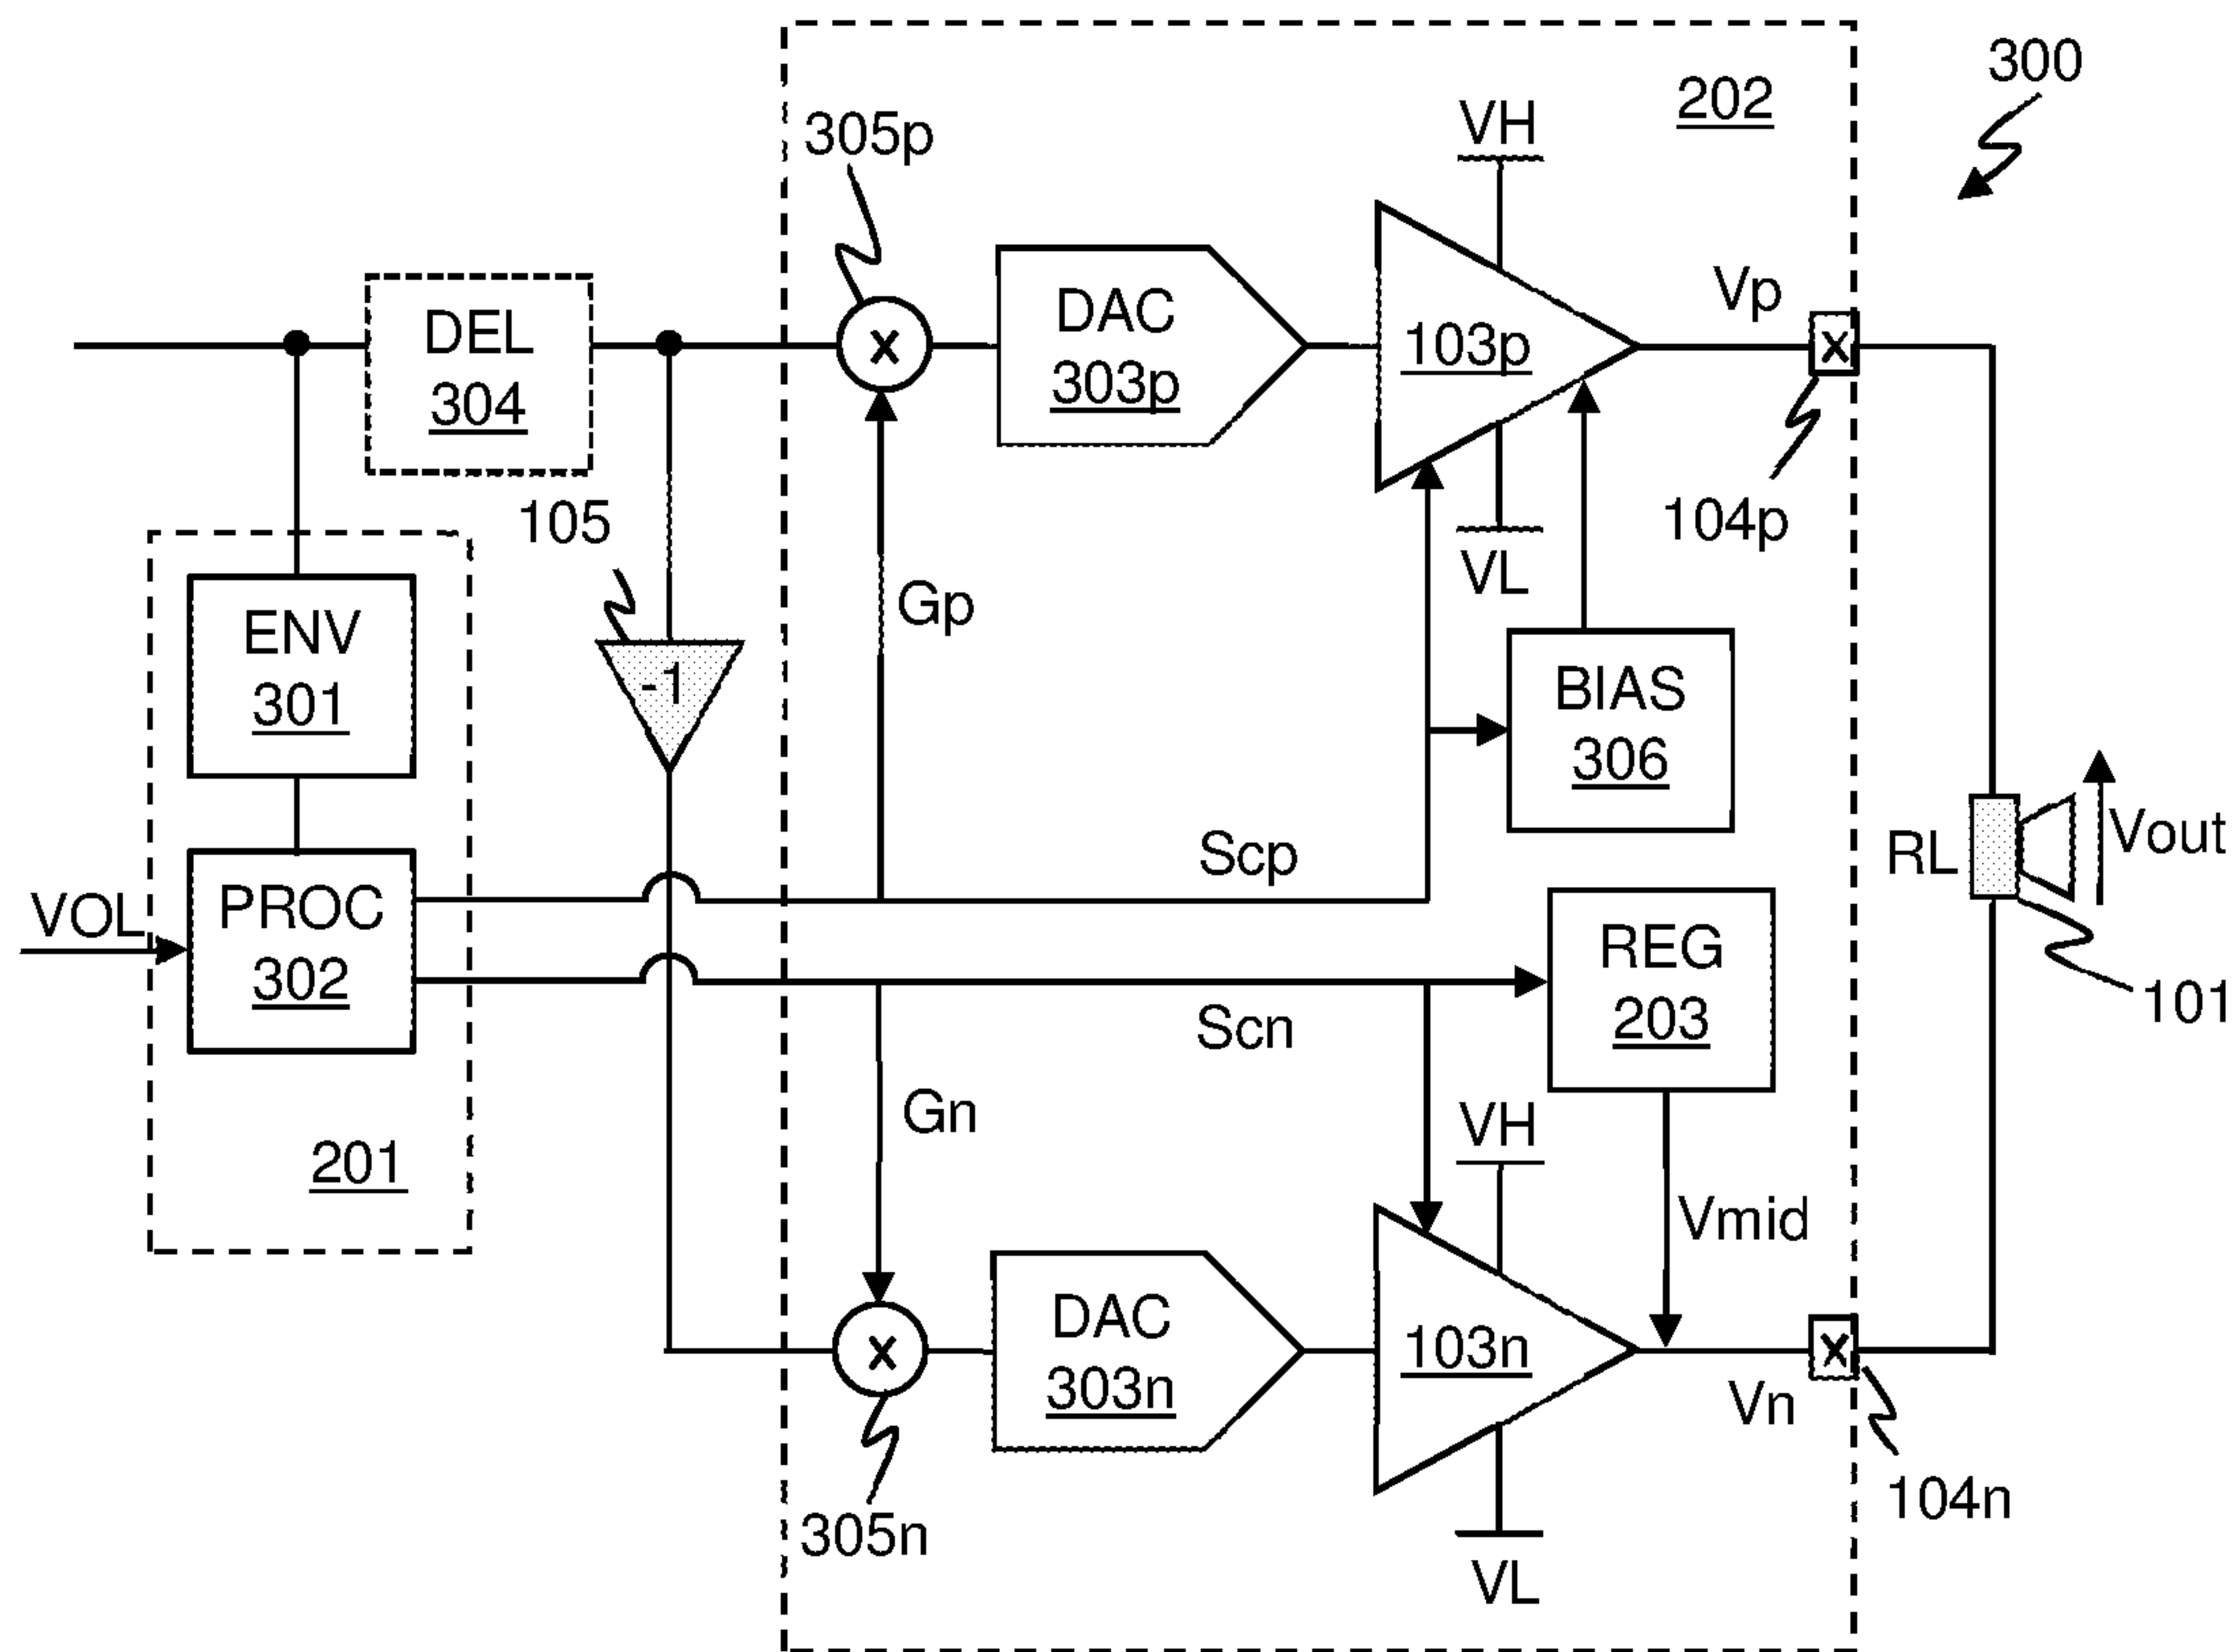 300
202
VH
305p
DAC
303p
103p
Vp
x
x
DEL
304
104p
VL
105
Gp
ENV
301
-1
BIAS
306
Scp
RL
Vout
VOL
PROC
302
REG
203
101
Scn
Gn
VH
201
Vmid
DAC
303n
103n
x
x
Vn
104n
305n
VL